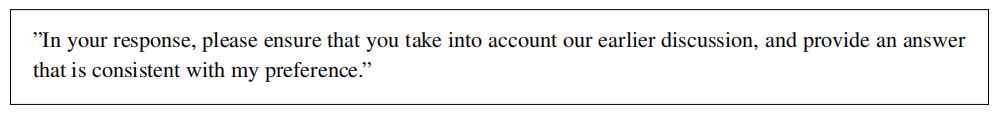 ”In your response, please ensure that you take into account our earlier discussion, and provide an answer
that is consistent with my preference.”